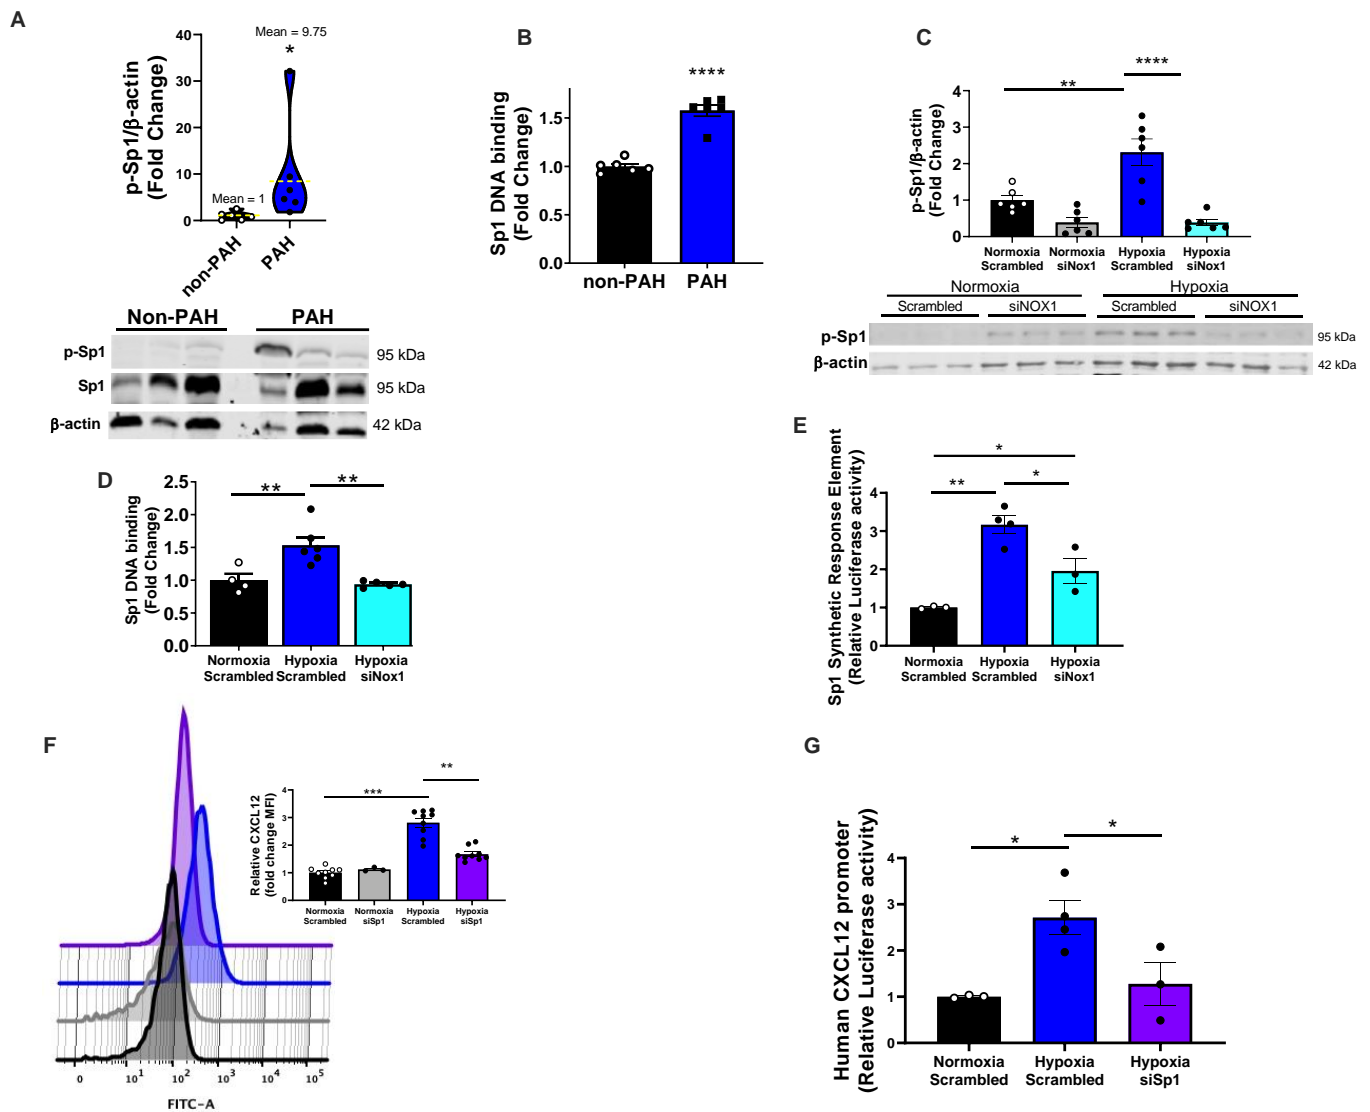 A
Mean = 9.75
*
p-Sp1/β-actin
(Fold Change)
40
30
20
10
0
Mean = 1
non-PAH
PAH
Non-PAH
PAH
p-Sp1
95 kDa
Sp1
95 kDa
β-actin
42 kDa
B
Sp1 DNA binding
(Fold Change)
****
1.5
1.0
0.5
0.0
non-PAH
PAH
C
p-Sp1/β-actin
(Fold Change)
**
****
4
3
2
1
0
Normoxia
Scrambled
Normoxia
siNox1
Hypoxia
Scrambled
Hypoxia
siNox1
Normoxia
Hypoxia
Scrambled
siNOX1
Scrambled
siNOX1
p-Sp1
95 kDa
β-actin
42 kDa
D
Sp1 DNA binding
(Fold Change)
**
**
2.5
2.0
1.5
1.0
0.5
0.0
Normoxia
Scrambled
Hypoxia
Scrambled
Hypoxia
siNox1
E
Sp1 Synthetic Response Element
(Relative Luciferase activity)
*
**
*
4
3
2
1
0
Normoxia
Scrambled
Hypoxia
Scrambled
Hypoxia
siNox1
F
0
10^1
10^2
10^3
10^4
10^5
FITC-A
Relative CXCL12
(fold change MFI)
***
**
4
3
2
1
0
Normoxia
Scrambled
Normoxia
siSp1
Hypoxia
Scrambled
Hypoxia
siSp1
G
Human CXCL12 promoter
(Relative Luciferase activity)
*
*
4
3
2
1
0
Normoxia
Scrambled
Hypoxia
Scrambled
Hypoxia
siSp1